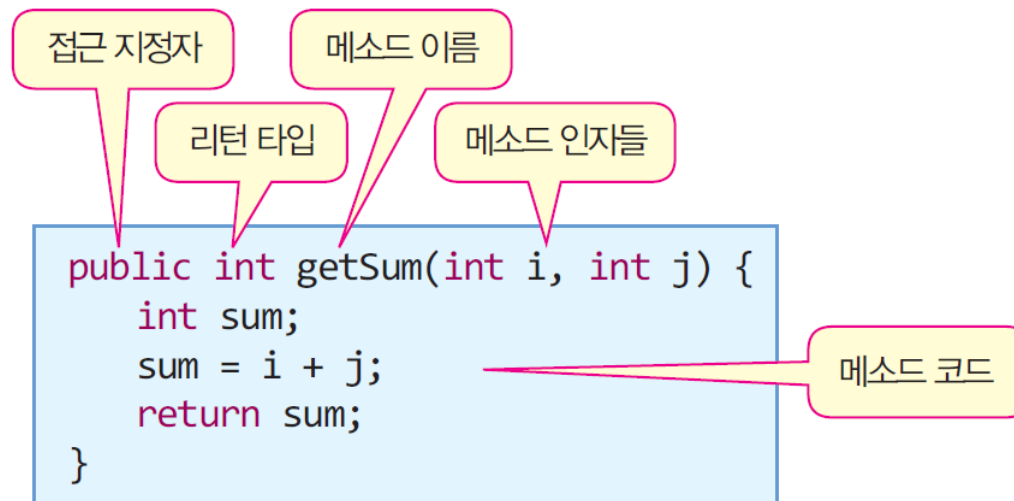 접근 지정자
메소드 이름
리턴 타입
메소드 인자들
public int getSum(int i, int j) {
int sum;
sum = i + j;
return sum;
}
메소드 코드